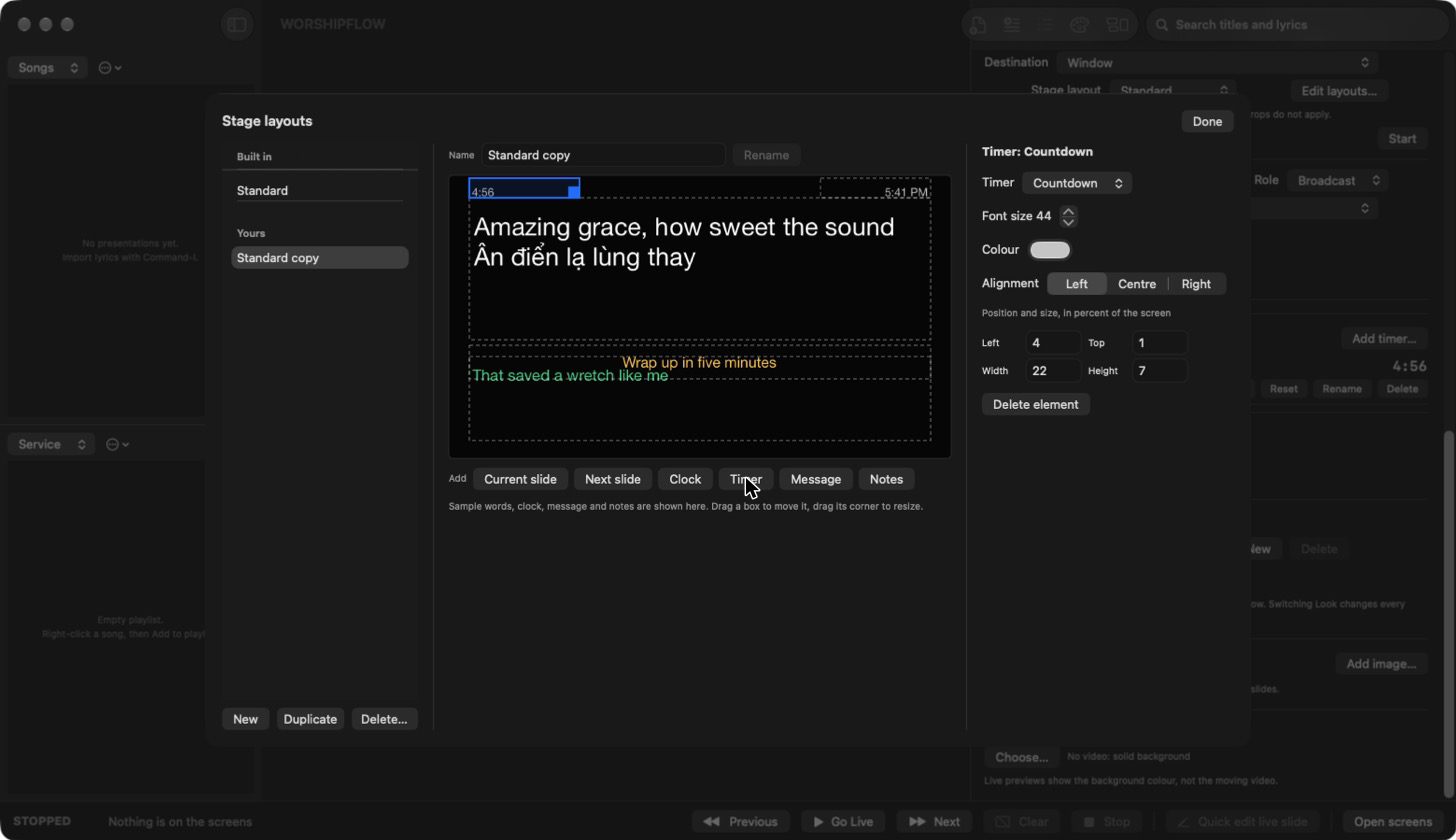 WORSHIPFLOW
Search titles and lyrics
Songs
Destination
Window
Stage layout
Standard
Edit layouts...
rops do not apply.
Start
Role
Broadcast
Add timer...
4:56
Reset
Rename
Delete
New
Delete
ow. Switching Look changes every
Add image...
slides.
Choose...
No video: solid background
Live previews show the background colour, not the moving video.
No presentations yet.
Import lyrics with Command-I.
Service
Empty playlist.
Right-click a song, then Add to playl
Stage layouts
Done
Built in
Standard
Yours
Standard copy
New
Duplicate
Delete...
Name
Standard copy
Rename
4:56
5:41 PM
Amazing grace, how sweet the sound
Ân điển lạ lùng thay
Wrap up in five minutes
That saved a wretch like me
Add
Current slide
Next slide
Clock
Timer
Message
Notes
Sample words, clock, message and notes are shown here. Drag a box to move it, drag its corner to resize.
Timer: Countdown
Timer
Countdown
Font size 44
Colour
Alignment
Left
Centre
Right
Position and size, in percent of the screen
Left
4
Top
1
Width
22
Height
7
Delete element
STOPPED
Nothing is on the screens
Previous
Go Live
Next
Clear
Stop
Quick edit live slide
Open screens